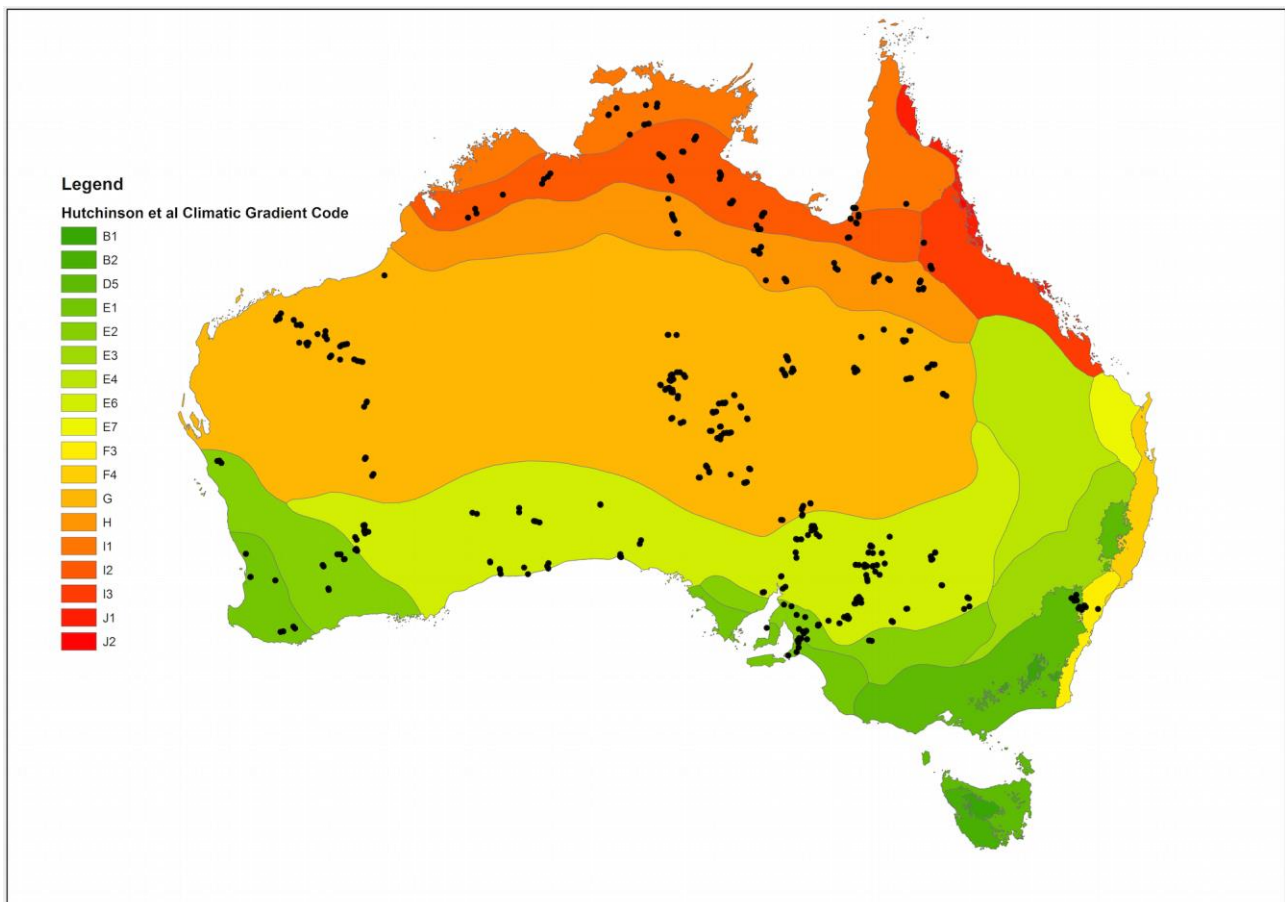 Legend
Hutchinson et al Climatic Gradient Code
B1
B2
D5
E1
E2
E3
E4
E6
E7
F3
F4
G
H
I1
I2
I3
J1
J2